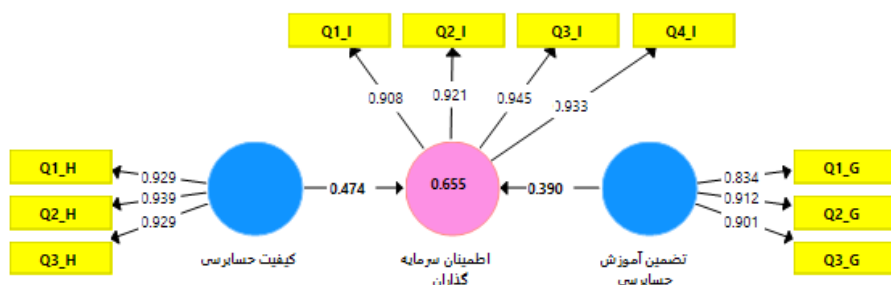 Q1_I
Q2_I
Q3_I
Q4_I
0.908
0.921
0.945
0.933
Q1_H
Q2_H
Q3_H
0.929
0.939
0.929
0.474
0.655
0.390
0.834
0.912
0.901
Q1_G
Q2_G
Q3_G
کیفیت حسابرسی
اطمینان سرمایه
گذاران
تضمین آموزش
حسابرسی